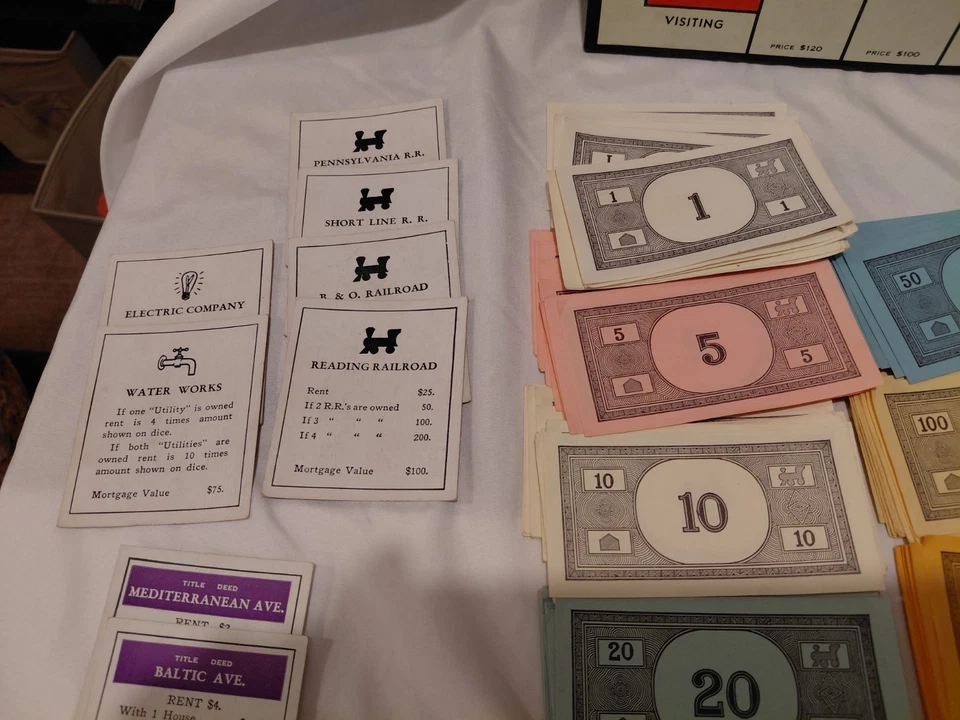 VISITING
PRICE $120
PRICE $100
PENNSYLVANIA R.R.
SHORT LINE R. R.
B. & O. RAILROAD
READING RAILROAD
Rent $25.
If 2 R.R.'s are owned 50.
If 3 " " " 100.
If 4 " " " 200.
Mortgage Value $100.
ELECTRIC COMPANY
WATER WORKS
If one "Utility" is owned
rent is 4 times amount
shown on dice.
If both "Utilities" are
owned rent is 10 times
amount shown on dice.
Mortgage Value $75.
TITLE DEED
MEDITERRANEAN AVE.
RENT $2
TITLE DEED
BALTIC AVE.
RENT $4.
With 1 House
1
1
1
1
5
5
5
10
10
10
20
20
50
100